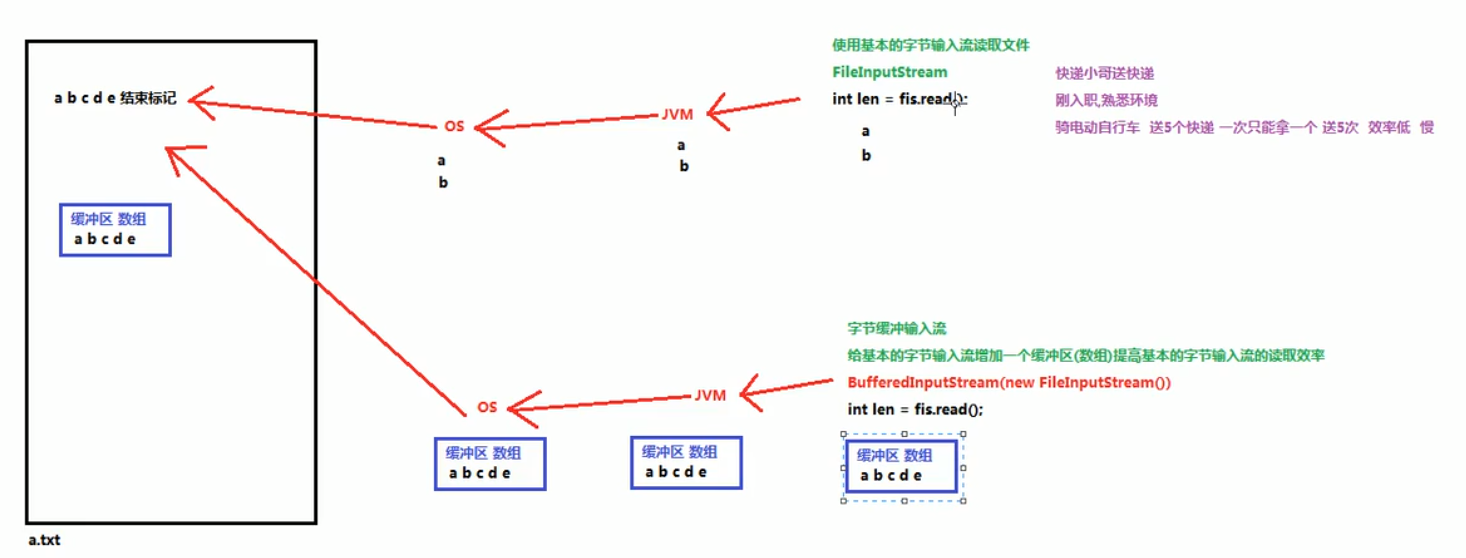 使用基本的字节输入流读取文件
FileInputStream
快递小哥送快递
a b c d e 结束标记
int len = fis.read();
刚入职,熟悉环境
JVM
OS
骑电动自行车 送5个快递 一次只能拿一个 送5次 效率低 慢
a
b
a
b
a
b
缓冲区 数组
a b c d e
字节缓冲输入流
给基本的字节输入流增加一个缓冲区(数组)提高基本的字节输入流的读取效率
BufferedInputStream(new FileInputStream())
JVM
OS
int len = fis.read();
缓冲区 数组
a b c d e
缓冲区 数组
a b c d e
缓冲区 数组
a b c d e
a.txt